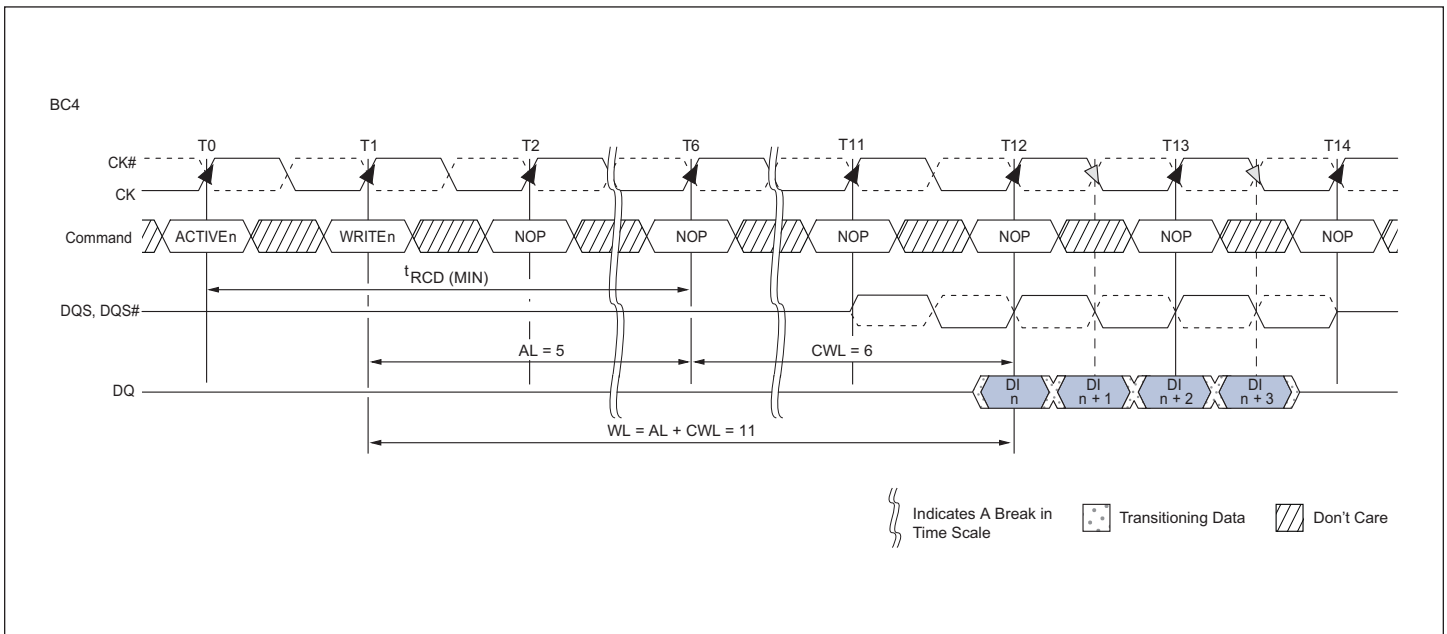 BC4
T0 T1 T2 T6 T11 T12 T13 T14
CK#
CK
Command ACTIVEn WRITEn NOP NOP NOP NOP NOP NOP
tRCD (MIN)
DQS, DQS#
AL = 5 CWL = 6
DQ DI n DI n + 1 DI n + 2 DI n + 3
WL = AL + CWL = 11
Indicates A Break in
Time Scale
Transitioning Data
Don't Care